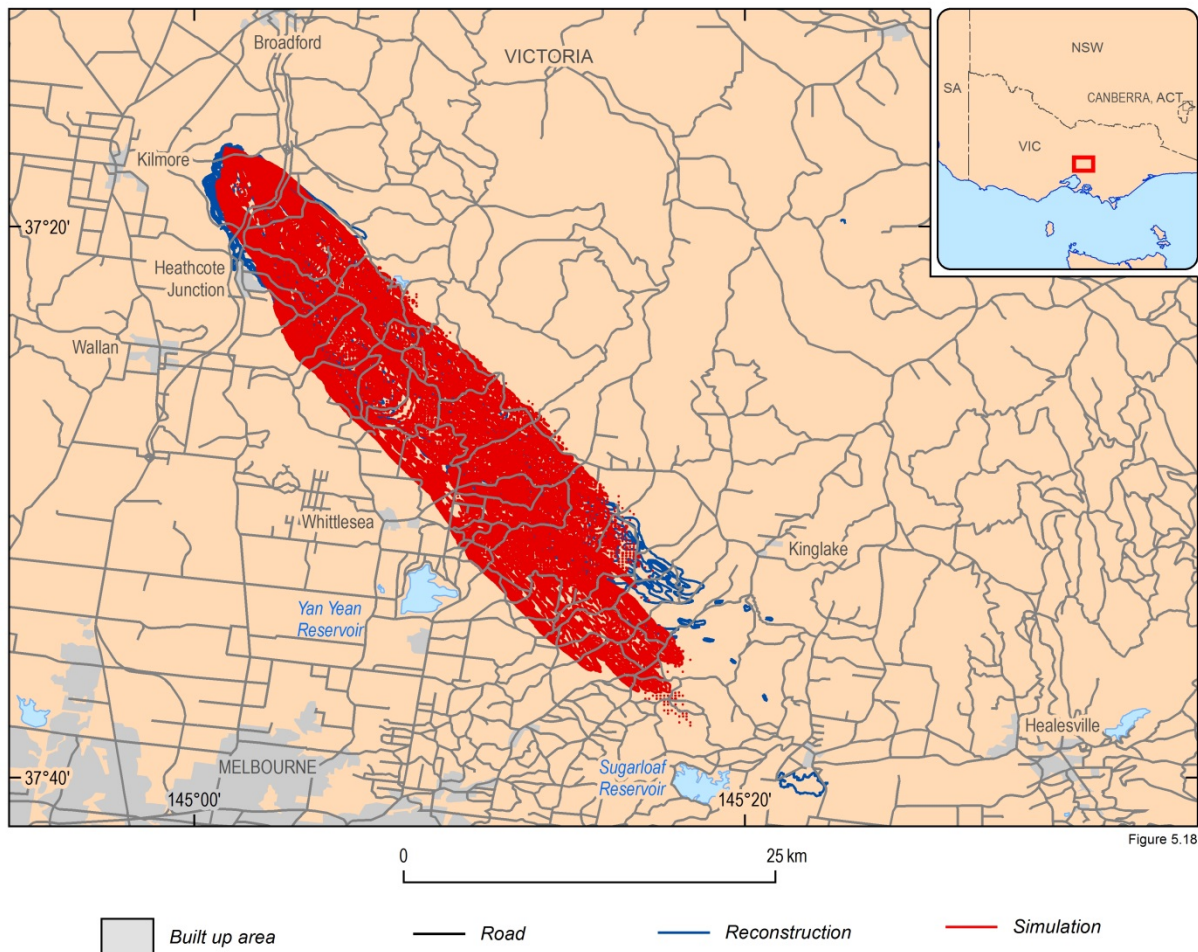 Broadford
VICTORIA
NSW
SA
CANBERRA, ACT
VIC
Kilmore
37°20'
Heathcote
Junction
Wallan
Whittlesea
Kinglake
Yan Yean
Reservoir
Healesville
MELBOURNE
Sugarloaf
Reservoir
37°40'
145°00'
145°20'
Figure 5.18
0
25 km
Built up area
Road
Reconstruction
Simulation